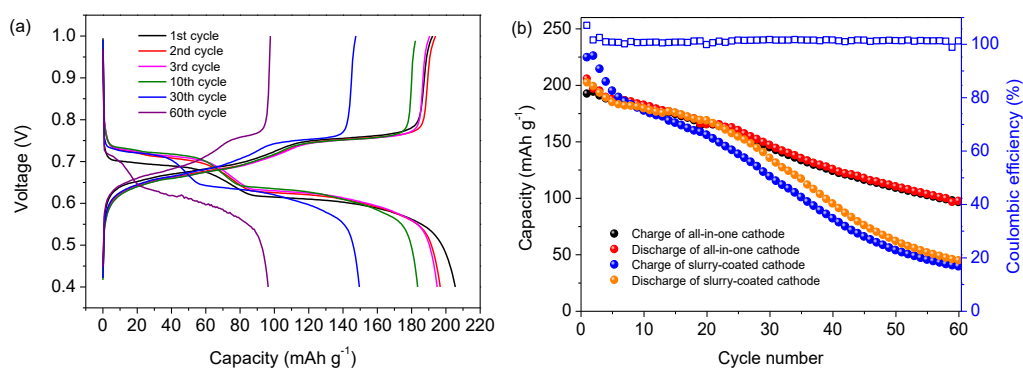 (a)
1st cycle
2nd cycle
3rd cycle
10th cycle
30th cycle
60th cycle
1.0
0.9
0.8
0.7
0.6
0.5
0.4
Voltage (V)
0 20 40 60 80 100 120 140 160 180 200 220
Capacity (mAh g⁻¹)
(b)
250
200
150
100
50
0
Capacity (mAh g⁻¹)
Charge of all-in-one cathode
Discharge of all-in-one cathode
Charge of slurry-coated cathode
Discharge of slurry-coated cathode
0 10 20 30 40 50 60
Cycle number
100
80
60
40
20
0
Coulombic efficiency (%)